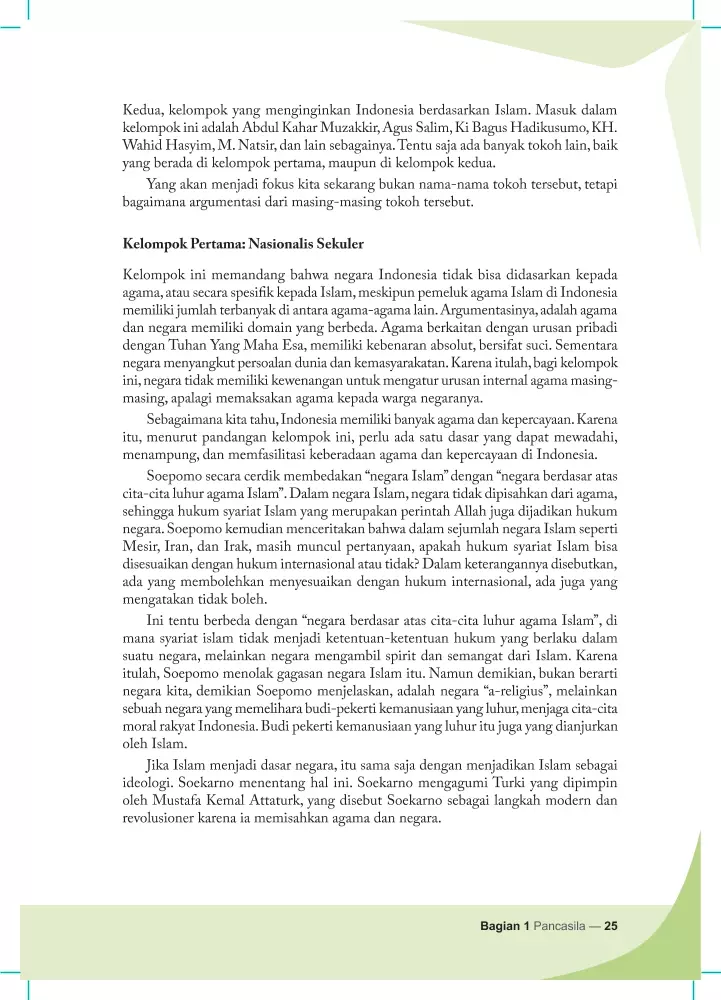 Kedua, kelompok yang menginginkan Indonesia berdasarkan Islam. Masuk dalam
kelompok ini adalah Abdul Kahar Muzakkir, Agus Salim, Ki Bagus Hadikusumo, KH.
Wahid Hasyim, M. Natsir, dan lain sebagainya. Tentu saja ada banyak tokoh lain, baik
yang berada di kelompok pertama, maupun di kelompok kedua.
Yang akan menjadi fokus kita sekarang bukan nama-nama tokoh tersebut, tetapi
bagaimana argumentasi dari masing-masing tokoh tersebut.
Kelompok Pertama: Nasionalis Sekuler
Kelompok ini memandang bahwa negara Indonesia tidak bisa didasarkan kepada
agama, atau secara spesifik kepada Islam, meskipun pemeluk agama Islam di Indonesia
memiliki jumlah terbanyak di antara agama-agama lain. Argumentasinya, adalah agama
dan negara memiliki domain yang berbeda. Agama berkaitan dengan urusan pribadi
dengan Tuhan Yang Maha Esa, memiliki kebenaran absolut, bersifat suci. Sementara
negara menyangkut persoalan dunia dan kemasyarakatan. Karena itulah, bagi kelompok
ini, negara tidak memiliki kewenangan untuk mengatur urusan internal agama masing-
masing, apalagi memaksakan agama kepada warga negaranya.
Sebagaimana kita tahu, Indonesia memiliki banyak agama dan kepercayaan. Karena
itu, menurut pandangan kelompok ini, perlu ada satu dasar yang dapat mewadahi,
menampung, dan memfasilitasi keberadaan agama dan kepercayaan di Indonesia.
Soepomo secara cerdik membedakan “negara Islam” dengan “negara berdasar atas
cita-cita luhur agama Islam”. Dalam negara Islam, negara tidak dipisahkan dari agama,
sehingga hukum syariat Islam yang merupakan perintah Allah juga dijadikan hukum
negara. Soepomo kemudian menceritakan bahwa dalam sejumlah negara Islam seperti
Mesir, Iran, dan Irak, masih muncul pertanyaan, apakah hukum syariat Islam bisa
disesuaikan dengan hukum internasional atau tidak? Dalam keterangannya disebutkan,
ada yang membolehkan menyesuaikan dengan hukum internasional, ada juga yang
mengatakan tidak boleh.
Ini tentu berbeda dengan “negara berdasar atas cita-cita luhur agama Islam”, di
mana syariat islam tidak menjadi ketentuan-ketentuan hukum yang berlaku dalam
suatu negara, melainkan negara mengambil spirit dan semangat dari Islam. Karena
itulah, Soepomo menolak gagasan negara Islam itu. Namun demikian, bukan berarti
negara kita, demikian Soepomo menjelaskan, adalah negara “a-religius”, melainkan
sebuah negara yang memelihara budi-pekerti kemanusiaan yang luhur, menjaga cita-cita
moral rakyat Indonesia. Budi pekerti kemanusiaan yang luhur itu juga yang dianjurkan
oleh Islam.
Jika Islam menjadi dasar negara, itu sama saja dengan menjadikan Islam sebagai
ideologi. Soekarno menentang hal ini. Soekarno mengagumi Turki yang dipimpin
oleh Mustafa Kemal Attaturk, yang disebut Soekarno sebagai langkah modern dan
revolusioner karena ia memisahkan agama dan negara.
Bagian 1 Pancasila — 25